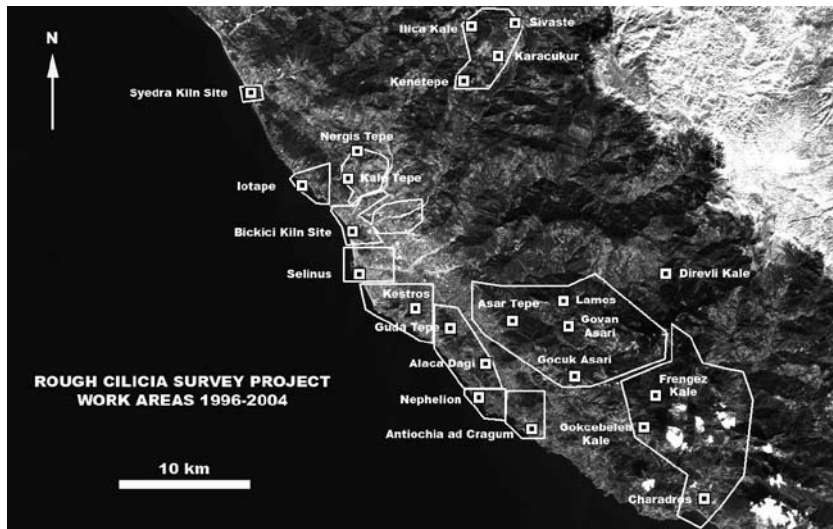 Ilica Kale
Sivaste
N
Karacukur
Kenetepe
Syedra Kiln Site
Nergis Tepe
Kale Tepe
Iotape
Bickici Kiln Site
Selinus
Direvli Kale
Kestros
Asar Tepe
Lamos
Guda Tepe
Govan
Asari
Alaca Dagi
Gocuk Asari
ROUGH CILICIA SURVEY PROJECT
WORK AREAS 1996-2004
Frengez
Kale
Nephelion
Antiochia ad Cragum
Gokcebelen
Kale
10 km
Charadros